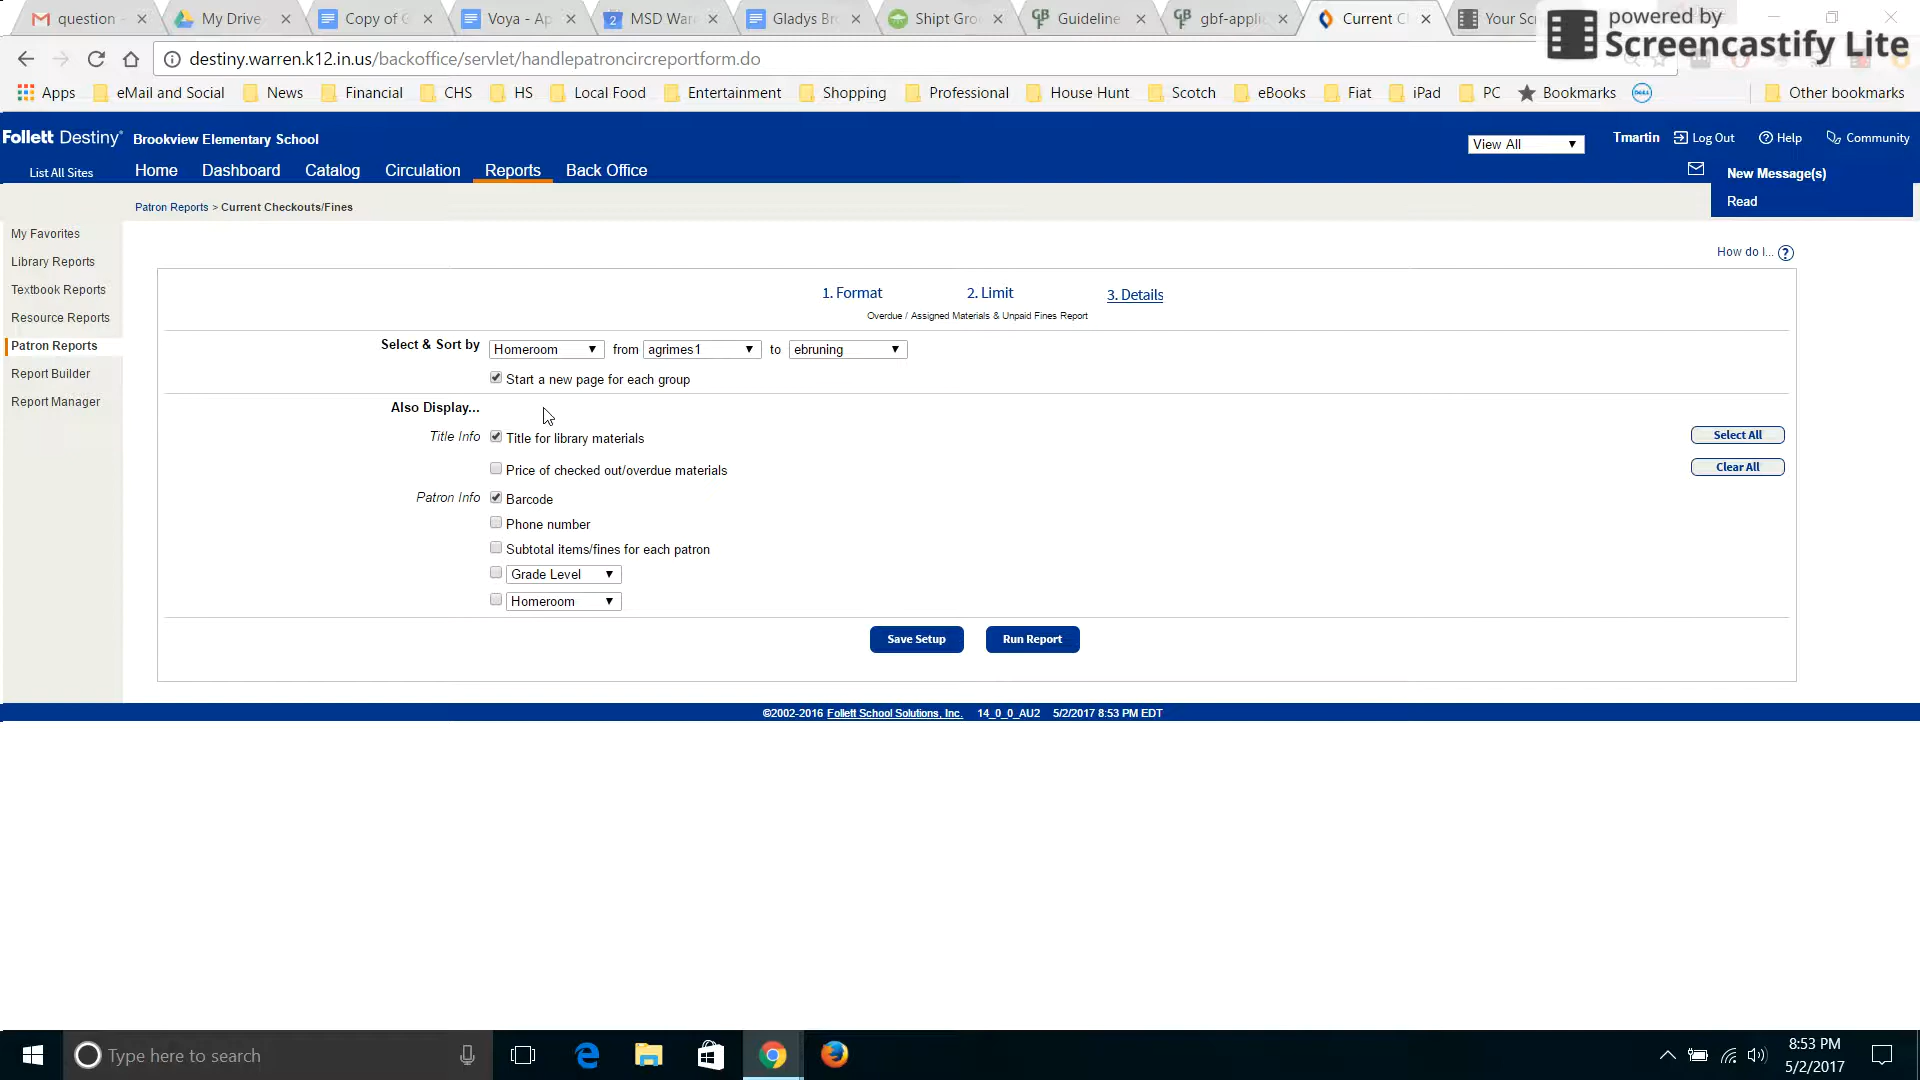 question
My Drive
Copy of G
Voya - Ap
2 MSD War
Gladys Br
Shipt Gro
GBF Guideline
GBF gbf-applic
Current C
Your Scr
powered by
Screencastify Lite
destiny.warren.k12.in.us/backoffice/servlet/handlepatroncircreportform.do
Apps eMail and Social News Financial CHS HS Local Food Entertainment Shopping Professional House Hunt Scotch eBooks Fiat iPad PC Bookmarks DELL Other bookmarks
Follett Destiny Brookview Elementary School
View All
Tmartin Log Out Help Community
List All Sites
Home Dashboard Catalog Circulation Reports Back Office
New Message(s)
Read
Patron Reports > Current Checkouts/Fines
My Favorites
Library Reports
Textbook Reports
Resource Reports
Patron Reports
Report Builder
Report Manager
How do I... ?
1. Format 2. Limit 3. Details
Overdue / Assigned Materials & Unpaid Fines Report
Select & Sort by Homeroom from agrimes1 to ebruning
Start a new page for each group
Also Display...
Title Info Title for library materials
Select All
Price of checked out/overdue materials
Clear All
Patron Info Barcode
Phone number
Subtotal items/fines for each patron
Grade Level
Homeroom
Save Setup Run Report
©2002-2016 Follett School Solutions, Inc. 14_0_0_AU2 5/2/2017 8:53 PM EDT
Type here to search
8:53 PM
5/2/2017